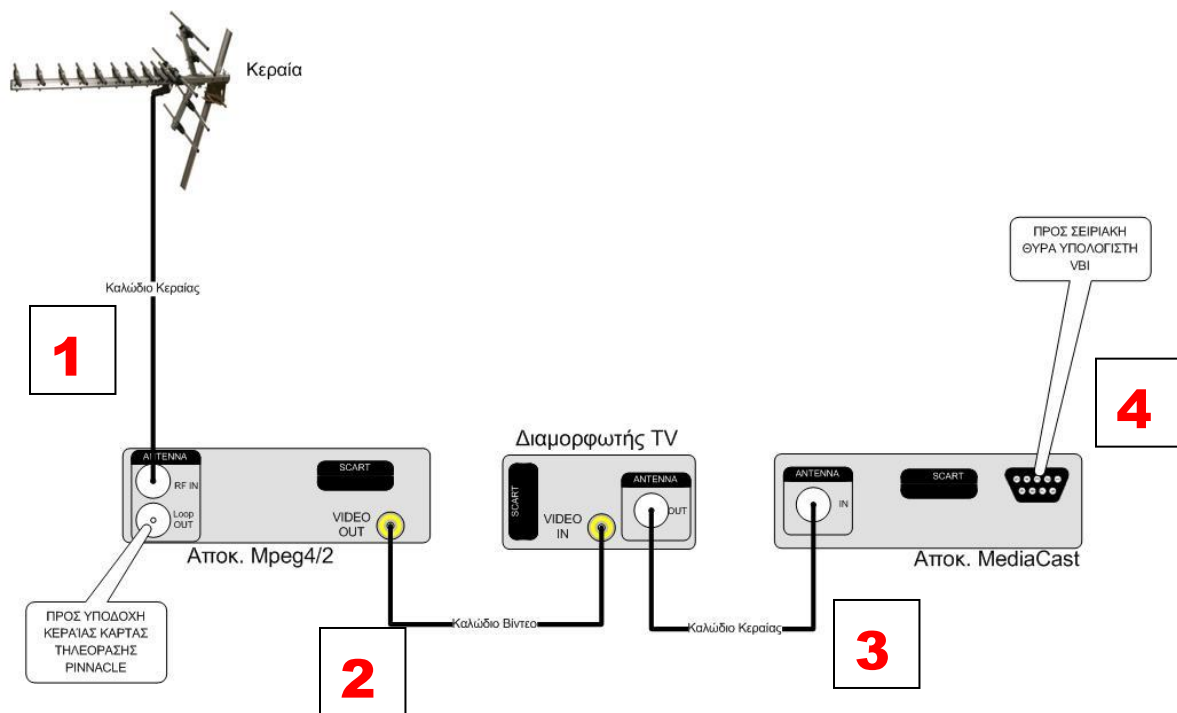 Κεραία
Καλώδιο Κεραίας
1
ΠΡΟΣ ΣΕΙΡΙΑΚΗ
ΘΥΡΑ ΥΠΟΛΟΓΙΣΤΗ
VBI
4
ANTENNA
RF IN
Loop
OUT
SCART
VIDEO
OUT
Αποκ. Mpeg4/2
Διαμορφωτής TV
SCART
VIDEO
IN
ANTENNA
OUT
ANTENNA
IN
SCART
Αποκ. MediaCast
ΠΡΟΣ ΥΠΟΔΟΧΗ
ΚΕΡΑΪΑΣ ΚΑΡΤΑΣ
ΤΗΛΕΟΡΑΣΗΣ
PINNACLE
Καλώδιο Βίντεο
2
Καλώδιο Κεραίας
3